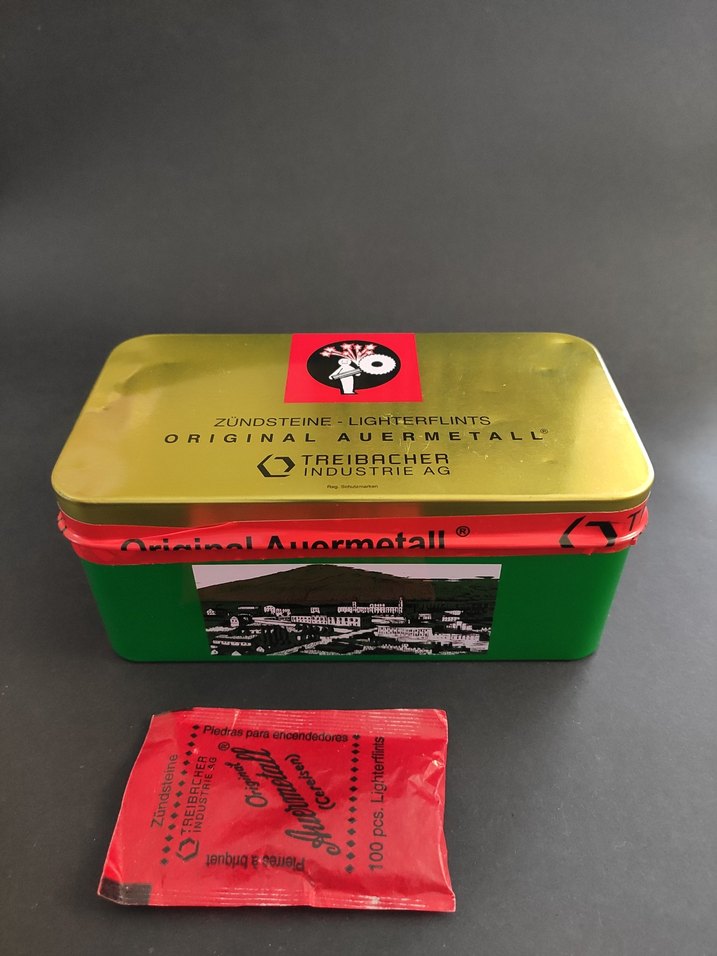 ZÜNDSTEINE - LIGHTERFLINTS
ORIGINAL AUERMETALL®
TREIBACHER
INDUSTRIE AG
Reg. Schutzmarken
Original Auermetall ®
Zündsteine
TREIBACHER
INDUSTRIE AG
Piedras para encendedores
Original
Auermetall ®
(Cereisen)
Pierres à briquet
100 pcs. Lighterflints